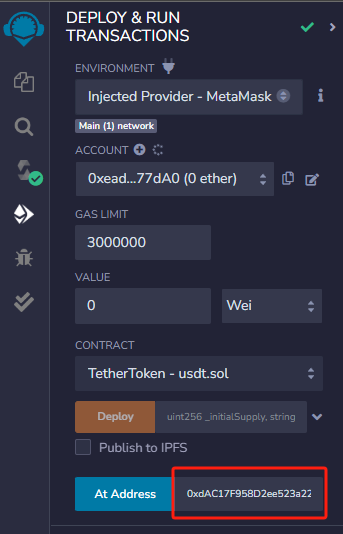 DEPLOY & RUN
TRANSACTIONS
ENVIRONMENT
Injected Provider - MetaMask
Main (1) network
ACCOUNT
0xead...77dA0 (0 ether)
GAS LIMIT
3000000
VALUE
0 Wei
CONTRACT
TetherToken - usdt.sol
Deploy uint256 _initialSupply, string
Publish to IPFS
At Address 0xdAC17F958D2ee523a22